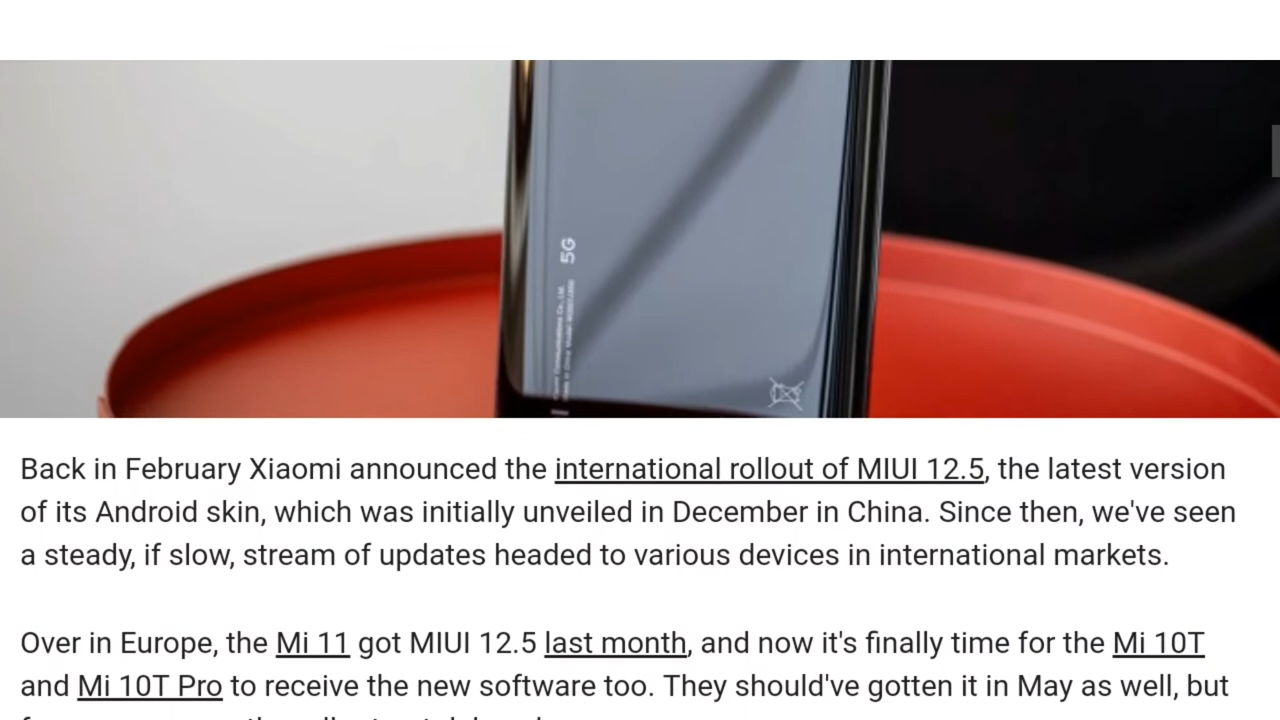 5G
Back in February Xiaomi announced the international rollout of MIUI 12.5, the latest version
of its Android skin, which was initially unveiled in December in China. Since then, we've seen
a steady, if slow, stream of updates headed to various devices in international markets.
Over in Europe, the Mi 11 got MIUI 12.5 last month, and now it's finally time for the Mi 10T
and Mi 10T Pro to receive the new software too. They should've gotten it in May as well, but